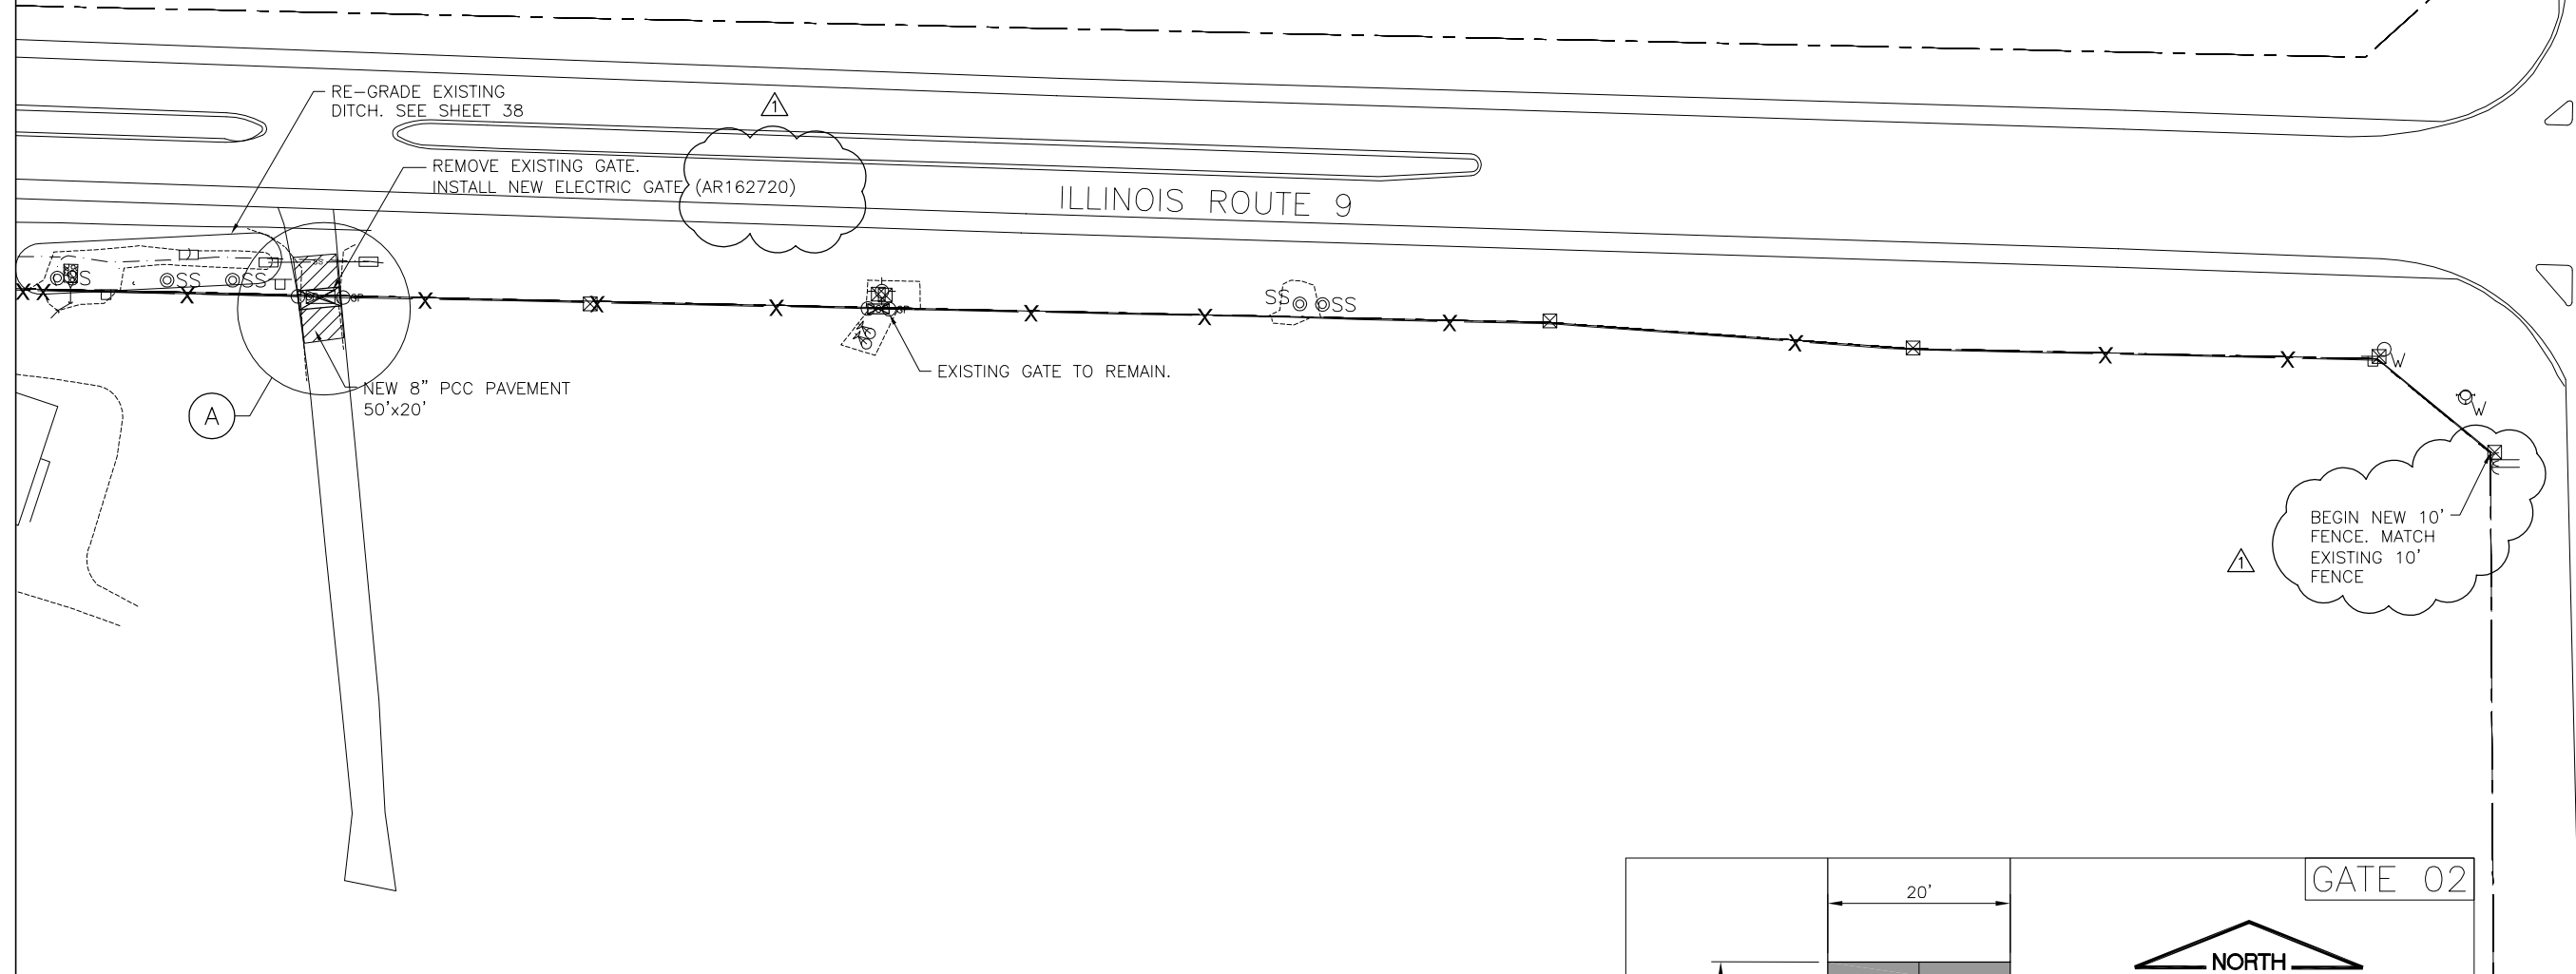 RE-GRADE EXISTING
DITCH. SEE SHEET 38
1
REMOVE EXISTING GATE.
INSTALL NEW ELECTRIC GATE (AR162720)
ILLINOIS ROUTE 9
SS
SS
SS
X
X
X
X
X
X
GP
X
X
SS
SS
X
X
X
X
W
W
EXISTING GATE TO REMAIN.
NEW 8" PCC PAVEMENT
50'x20'
A
BEGIN NEW 10'
FENCE. MATCH
EXISTING 10'
FENCE
1
GATE 02
20'
NORTH